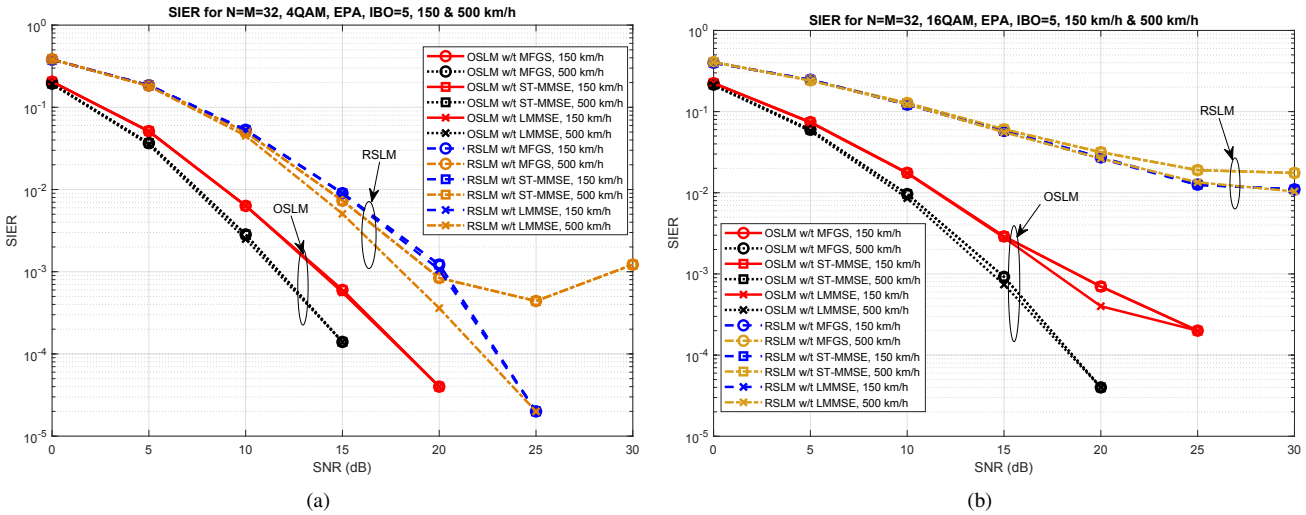 SIER for N=M=32, 4QAM, EPA, IBO=5, 150 & 500 km/h
10^0
10^-1
10^-2
10^-3
10^-4
10^-5
SIER
0 5 10 15 20 25 30
SNR (dB)
OSLM w/t MFGS, 150 km/h
OSLM w/t MFGS, 500 km/h
OSLM w/t ST-MMSE, 150 km/h
OSLM w/t ST-MMSE, 500 km/h
OSLM w/t LMMSE, 150 km/h
OSLM w/t LMMSE, 500 km/h
RSLM w/t MFGS, 150 km/h
RSLM w/t MFGS, 500 km/h
RSLM w/t ST-MMSE, 150 km/h
RSLM w/t ST-MMSE, 500 km/h
RSLM w/t LMMSE, 150 km/h
RSLM w/t LMMSE, 500 km/h
RSLM
OSLM
(a)
SIER for N=M=32, 16QAM, EPA, IBO=5, 150 km/h & 500 km/h
10^0
10^-1
10^-2
10^-3
10^-4
10^-5
SIER
0 5 10 15 20 25 30
SNR (dB)
RSLM
OSLM
OSLM w/t MFGS, 150 km/h
OSLM w/t MFGS, 500 km/h
OSLM w/t ST-MMSE, 150 km/h
OSLM w/t ST-MMSE, 500 km/h
OSLM w/t LMMSE, 150 km/h
OSLM w/t LMMSE, 500 km/h
RSLM w/t MFGS, 150 km/h
RSLM w/t MFGS, 500 km/h
RSLM w/t ST-MMSE, 150 km/h
RSLM w/t ST-MMSE, 500 km/h
RSLM w/t LMMSE, 150 km/h
RSLM w/t LMMSE, 500 km/h
(b)